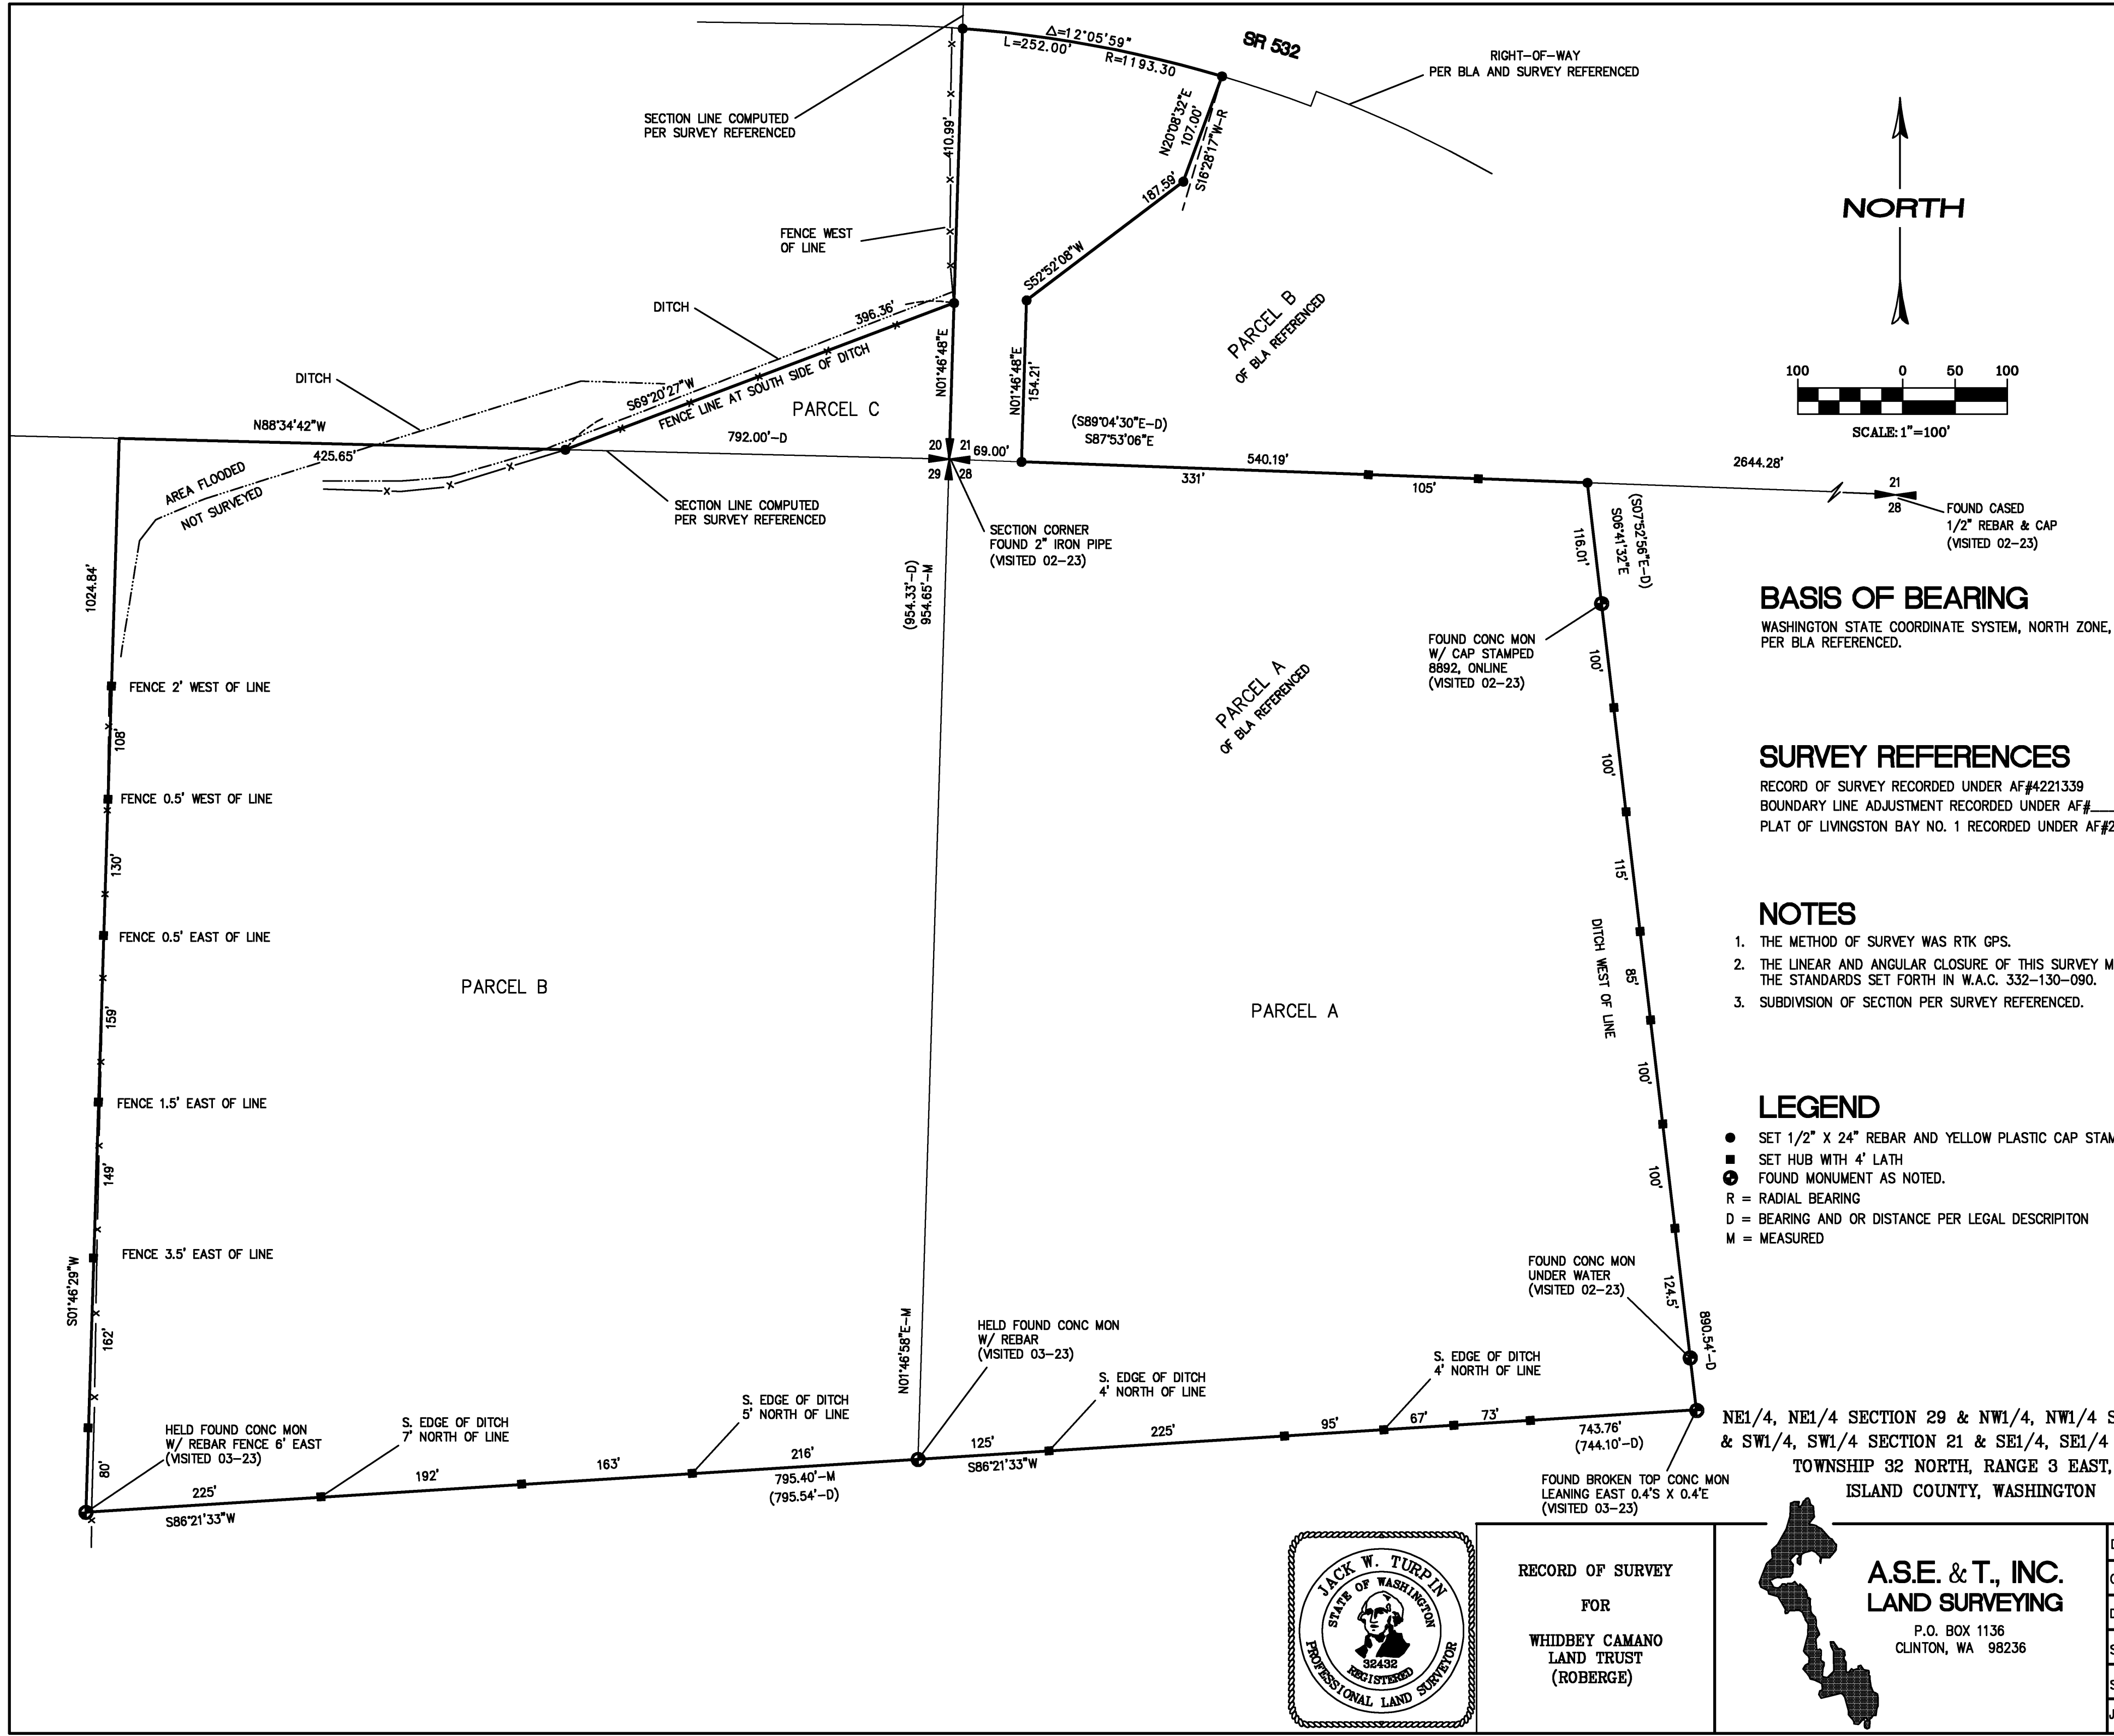 Δ=12°05'59"
L=252.00'
R=1193.30
SR 532
RIGHT-OF-WAY
PER BLA AND SURVEY REFERENCED
SECTION LINE COMPUTED
PER SURVEY REFERENCED
410.99'
N20°08'32"E
107.00'
S16°28'17"W-R
187.59'
S52°52'08"W
FENCE WEST
OF LINE
NORTH
DITCH
396.36'
S69°20'27"W
FENCE LINE AT SOUTH SIDE OF DITCH
N01°46'48"E
N01°46'48"E
154.21'
PARCEL B
OF BLA REFERENCED
100 0 50 100
SCALE: 1"=100'
DITCH
PARCEL C
N88°34'42"W
425.65'
792.00'-D
20 21
29 28
69.00'
(S89°04'30"E-D)
S87°53'06"E
540.19'
331'
105'
2644.28'
21
28
FOUND CASED
1/2" REBAR & CAP
(VISITED 02-23)
AREA FLOODED
NOT SURVEYED
SECTION LINE COMPUTED
PER SURVEY REFERENCED
SECTION CORNER
FOUND 2" IRON PIPE
(VISITED 02-23)
(S07°52'56"E-D)
S06°41'32"E
116.01'
1024.84'
(954.33'-D)
954.65'-M
FOUND CONC MON
W/ CAP STAMPED
8892, ONLINE
(VISITED 02-23)
BASIS OF BEARING
WASHINGTON STATE COORDINATE SYSTEM, NORTH ZONE,
PER BLA REFERENCED.
PARCEL A
OF BLA REFERENCED
100'
FENCE 2' WEST OF LINE
108'
FENCE 0.5' WEST OF LINE
130'
FENCE 0.5' EAST OF LINE
159'
FENCE 1.5' EAST OF LINE
149'
FENCE 3.5' EAST OF LINE
S01°46'29"W
162'
80'
100'
115'
DITCH WEST OF LINE
85'
100'
100'
124.5'
890.54'-D
SURVEY REFERENCES
RECORD OF SURVEY RECORDED UNDER AF#4221339
BOUNDARY LINE ADJUSTMENT RECORDED UNDER AF#___
PLAT OF LIVINGSTON BAY NO. 1 RECORDED UNDER AF#2
NOTES
1. THE METHOD OF SURVEY WAS RTK GPS.
2. THE LINEAR AND ANGULAR CLOSURE OF THIS SURVEY M
THE STANDARDS SET FORTH IN W.A.C. 332-130-090.
3. SUBDIVISION OF SECTION PER SURVEY REFERENCED.
PARCEL B
PARCEL A
LEGEND
SET 1/2" X 24" REBAR AND YELLOW PLASTIC CAP STAM
SET HUB WITH 4' LATH
FOUND MONUMENT AS NOTED.
R = RADIAL BEARING
D = BEARING AND OR DISTANCE PER LEGAL DESCRIPITON
M = MEASURED
FOUND CONC MON
UNDER WATER
(VISITED 02-23)
N01°46'58"E-M
HELD FOUND CONC MON
W/ REBAR
(VISITED 03-23)
S. EDGE OF DITCH
4' NORTH OF LINE
S. EDGE OF DITCH
4' NORTH OF LINE
S. EDGE OF DITCH
5' NORTH OF LINE
S. EDGE OF DITCH
7' NORTH OF LINE
HELD FOUND CONC MON
W/ REBAR FENCE 6' EAST
(VISITED 03-23)
225'
S86°21'33"W
192'
163'
216'
795.40'-M
(795.54'-D)
125'
S86°21'33"W
225'
95'
67'
73'
743.76'
(744.10'-D)
FOUND BROKEN TOP CONC MON
LEANING EAST 0.4'S X 0.4'E
(VISITED 03-23)
NE1/4, NE1/4 SECTION 29 & NW1/4, NW1/4 S
& SW1/4, SW1/4 SECTION 21 & SE1/4, SE1/4
TOWNSHIP 32 NORTH, RANGE 3 EAST,
ISLAND COUNTY, WASHINGTON
JACK W. TURPIN
STATE OF WASHINGTON
32432
REGISTERED
PROFESSIONAL LAND SURVEYOR
RECORD OF SURVEY
FOR
WHIDBEY CAMANO
LAND TRUST
(ROBERGE)
A.S.E. & T., INC.
LAND SURVEYING
P.O. BOX 1136
CLINTON, WA 98236